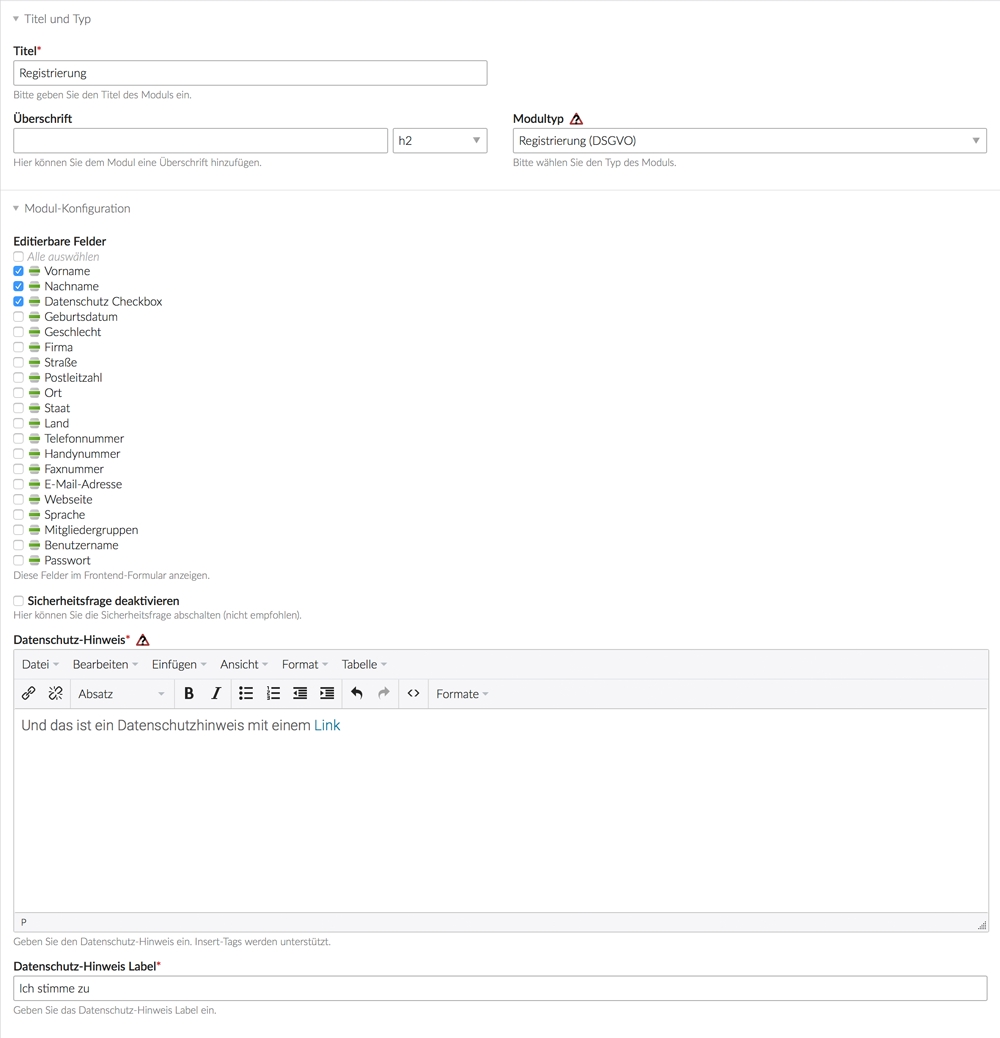 Titel und Typ
Titel*
Registrierung
Bitte geben Sie den Titel des Moduls ein.
Überschrift
h2
Hier können Sie dem Modul eine Überschrift hinzufügen.
Modultyp
Registrierung (DSGVO)
Bitte wählen Sie den Typ des Moduls.
Modul-Konfiguration
Editierbare Felder
Alle auswählen
Vorname
Nachname
Datenschutz Checkbox
Geburtsdatum
Geschlecht
Firma
Straße
Postleitzahl
Ort
Staat
Land
Telefonnummer
Handynummer
Faxnummer
E-Mail-Adresse
Webseite
Sprache
Mitgliedergruppen
Benutzername
Passwort
Diese Felder im Frontend-Formular anzeigen.
Sicherheitsfrage deaktivieren
Hier können Sie die Sicherheitsfrage abschalten (nicht empfohlen).
Datenschutz-Hinweis*
Datei Bearbeiten Einfügen Ansicht Format Tabelle
Absatz B I Formate
Und das ist ein Datenschutzhinweis mit einem Link
P
Geben Sie den Datenschutz-Hinweis ein. Insert-Tags werden unterstützt.
Datenschutz-Hinweis Label*
Ich stimme zu
Geben Sie das Datenschutz-Hinweis Label ein.